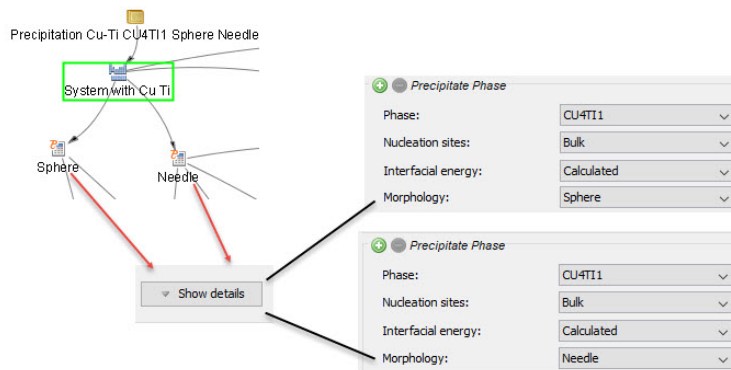 Precipitation Cu-Ti CU4TI1 Sphere Needle
System with Cu Ti
Sphere
Needle
Show details
Precipitate Phase
Phase: CU4TI1
Nucleation sites: Bulk
Interfacial energy: Calculated
Morphology: Sphere
Precipitate Phase
Phase: CU4TI1
Nucleation sites: Bulk
Interfacial energy: Calculated
Morphology: Needle